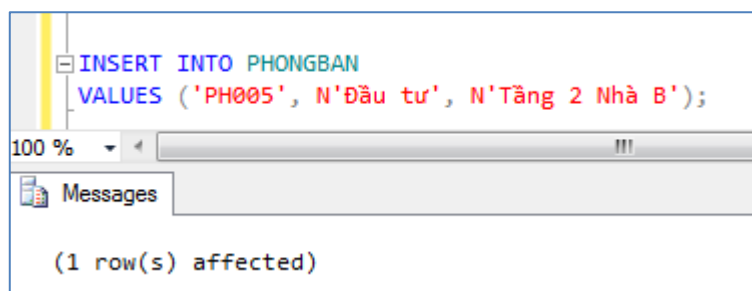 INSERT INTO PHONGBAN
VALUES ('PH005', N'Đầu tư', N'Tầng 2 Nhà B');
100 %
Messages
(1 row(s) affected)